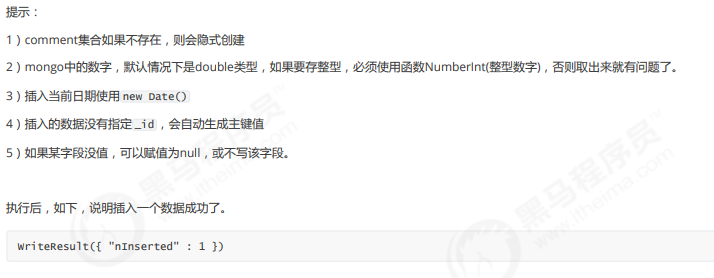 提示：
1）comment集合如果不存在，则会隐式创建
2）mongo中的数字，默认情况下是double类型，如果要存整型，必须使用函数NumberInt(整型数字)，否则取出来就有问题了。
3）插入当前日期使用 new Date()
4）插入的数据没有指定 _id ，会自动生成主键值
5）如果某字段没值，可以赋值为null，或不写该字段。
执行后，如下，说明插入一个数据成功了。
WriteResult({ "nInserted" : 1 })
黑马程序员™
www.itheima.com
黑马程序员™
www.itheima.com